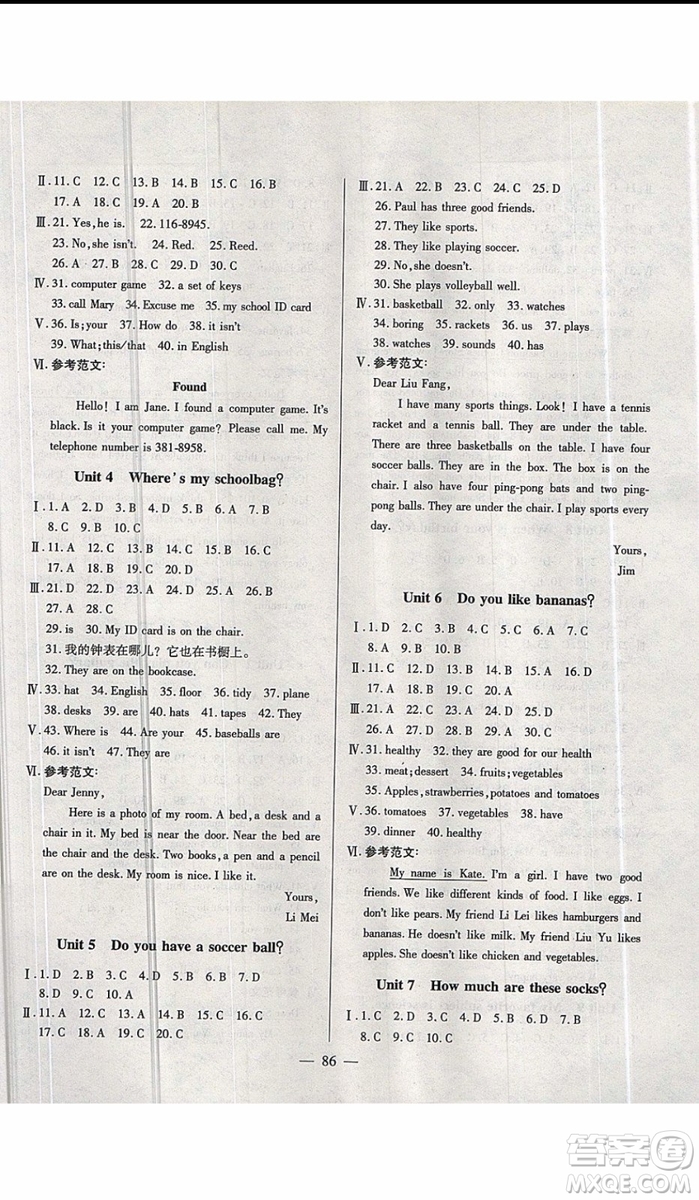 Ⅱ.11. C 12. C 13. B 14. B 15. C 16. B
17. A 18. A 19. A 20. B
Ⅲ.21. Yes, he is. 22. 116-8945.
23. No, she isn't. 24. Red. 25. Reed.
26. A 27. B 28. D 29. D 30. C
Ⅳ.31. computer game 32. a set of keys
33. call Mary 34. Excuse me 35. my school ID card
Ⅴ.36. Is; your 37. How do 38. it isn't
39. What; this/that 40. in English
Ⅵ.参考范文:
Found
Hello! I am Jane. I found a computer game. It's
black. Is it your computer game? Please call me. My
telephone number is 381-8958.
Unit 4 Where's my schoolbag?
Ⅰ.1. A 2. D 3. B 4. D 5. C 6. A 7. B
8. C 9. B 10. C
Ⅱ.11. C 12. D 13. B 14. A 15. B 16. C
17. A 18. C 19. D 20. D
Ⅲ.21. D 22. D 23. C 24. D 25. A 26. B
27. A 28. C
29. is 30. My ID card is on the chair.
31. 我的钟表在哪儿? 它也在书橱上。
32. They are on the bookcase.
Ⅳ.33. hat 34. English 35. floor 36. tidy 37. plane
38. desks 39. are 40. hats 41. tapes 42. They
Ⅴ.43. Where is 44. Are your 45. baseballs are
46. it isn't 47. They are
Ⅵ.参考范文:
Dear Jenny,
Here is a photo of my room. A bed, a desk and a
chair in it. My bed is near the door. Near the bed are
the chair and the desk. Two books, a pen and a pencil
are on the desk. My room is nice. I like it.
Yours,
Li Mei
Unit 5 Do you have a soccer ball?
Ⅰ.1. D 2. D 3. C 4. B 5. D 6. D 7. B
8. D 9. D 10. A
Ⅱ.11. C 12. D 13. A 14. A 15. B 16. A
17. C 18. D 19. C 20. C
Ⅲ.21. A 22. C 23. C 24. C 25. D
26. Paul has three good friends.
27. They like sports.
28. They like playing soccer.
29. No, she doesn't.
30. She plays volleyball well.
Ⅳ.31. basketball 32. only 33. watches
34. boring 35. rackets 36. us 37. plays
38. watches 39. sounds 40. has
Ⅴ.参考范文:
Dear Liu Fang,
I have many sports things. Look! I have a tennis
racket and a tennis ball. They are under the table.
There are three basketballs on the table. I have four
soccer balls. They are in the box. The box is on the
chair. I also have four ping-pong bats and two ping-
pong balls. They are under the chair. I play sports every
day.
Yours,
Jim
Unit 6 Do you like bananas?
Ⅰ.1. D 2. C 3. B 4. D 5. C 6. A 7. C
8. A 9. B 10. B
Ⅱ.11. C 12. C 13. D 14. B 15. D 16. D
17. A 18. C 19. C 20. A
Ⅲ.21. C 22. A 23. C 24. A 25. D
26. A 27. D 28. C 29. D 30. C
Ⅳ.31. healthy 32. they are good for our health
33. meat; dessert 34. fruits; vegetables
35. Apples, strawberries, potatoes and tomatoes
Ⅴ.36. tomatoes 37. vegetables 38. have
39. dinner 40. healthy
Ⅵ.参考范文:
My name is Kate. I'm a girl. I have two good
friends. We like different kinds of food. I like eggs. I
don't like pears. My friend Li Lei likes hamburgers and
bananas. He doesn't like milk. My friend Liu Yu likes
apples. She doesn't like chicken and vegetables.
Unit 7 How much are these socks?
Ⅰ.1. C 2. D 3. B 4. B 5. D 6. D 7. B
8. C 9. C 10. C
— 86 —
答案圈
MXQE.COM